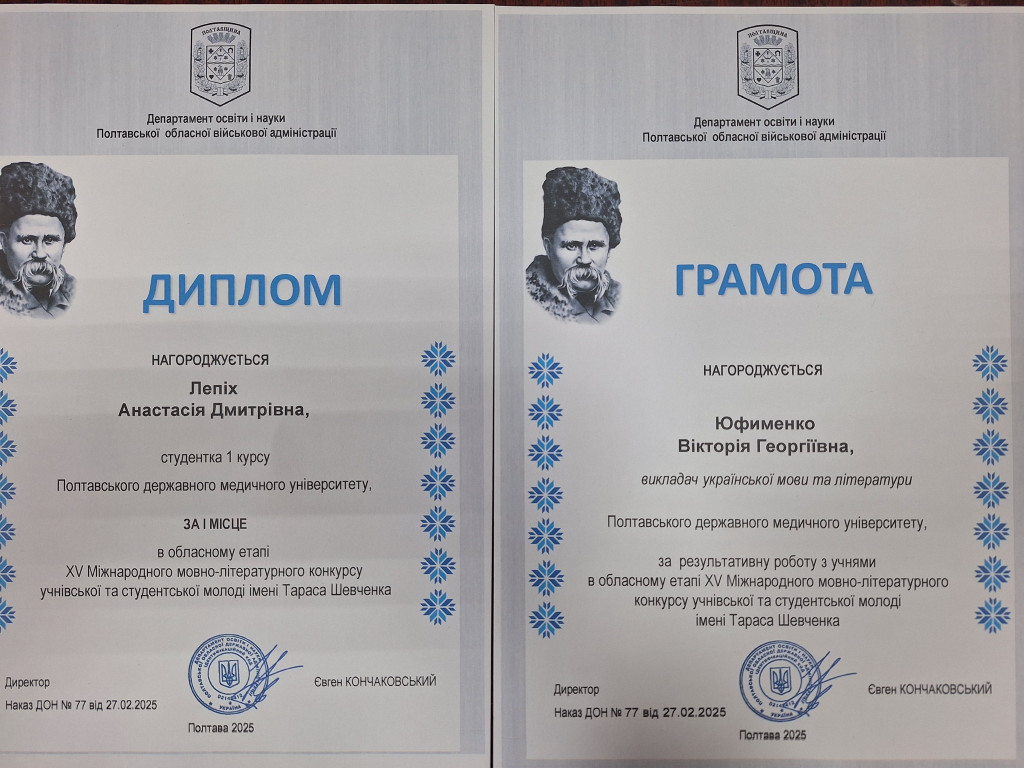 ПОЛТАВЩИНА
Департамент освіти і науки
Полтавської обласної військової адміністрації
ДИПЛОМ
НАГОРОДЖУЄТЬСЯ
Лепіх
Анастасія Дмитрівна,
студентка 1 курсу
Полтавського державного медичного університету,
ЗА І МІСЦЕ
в обласному етапі
XV Міжнародного мовно-літературного конкурсу
учнівської та студентської молоді імені Тараса Шевченка
Директор
Євген КОНЧАКОВСЬКИЙ
Наказ ДОН № 77 від 27.02.2025
УКРАЇНА
Полтава 2025
ПОЛТАВЩИНА
Департамент освіти і науки
Полтавської обласної військової адміністрації
ГРАМОТА
НАГОРОДЖУЄТЬСЯ
Юфименко
Вікторія Георгіївна,
викладач української мови та літератури
Полтавського державного медичного університету,
за результативну роботу з учнями
в обласному етапі XV Міжнародного мовно-літературного
конкурсу учнівської та студентської молоді
імені Тараса Шевченка
Директор
Євген КОНЧАКОВСЬКИЙ
Наказ ДОН № 77 від 27.02.2025
УКРАЇНА
Полтава 2025